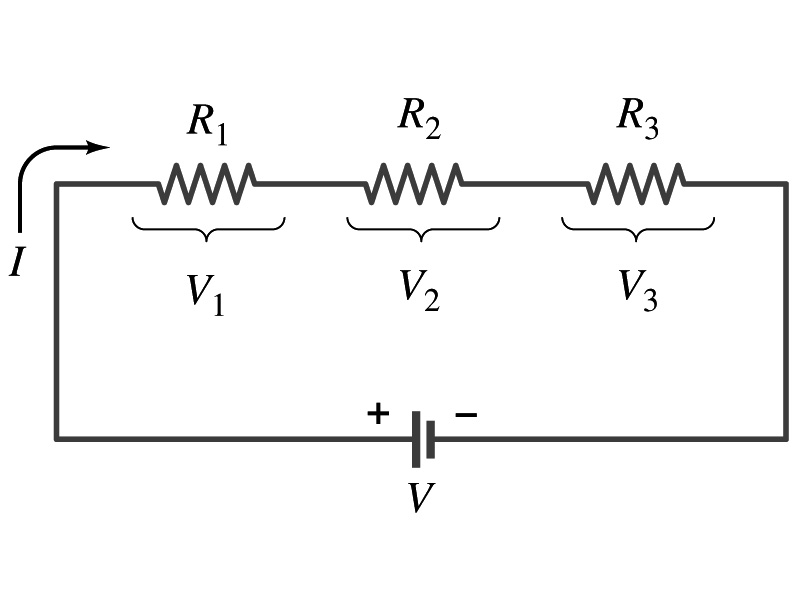 R₁ R₂ R₃
I
V₁ V₂ V₃
+ −
V